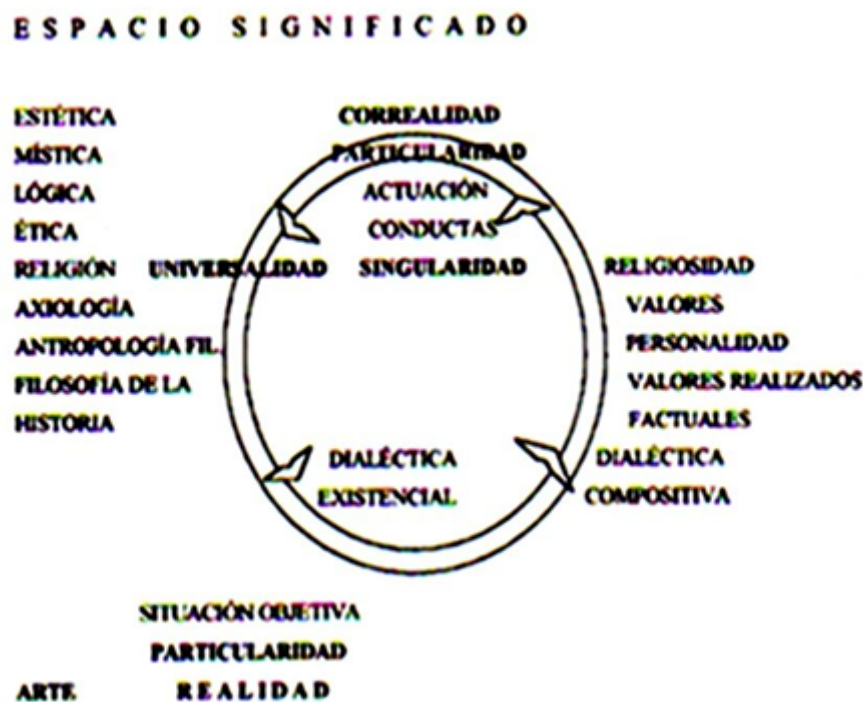 ESPACIO SIGNIFICADO
ESTÉTICA CORREALIDAD
MÍSTICA PARTICULARIDAD
LÓGICA ACTUACIÓN
ÉTICA CONDUCTAS
RELIGIÓN UNIVERSALIDAD SINGULARIDAD RELIGIOSIDAD
AXIOLOGÍA VALORES
ANTROPOLOGÍA FIL. PERSONALIDAD
FILOSOFÍA DE LA VALORES REALIZADOS
HISTORIA FACTUALES
DIALÉCTICA DIALÉCTICA
EXISTENCIAL COMPOSITIVA
SITUACIÓN OBJETIVA
PARTICULARIDAD
ARTE REALIDAD